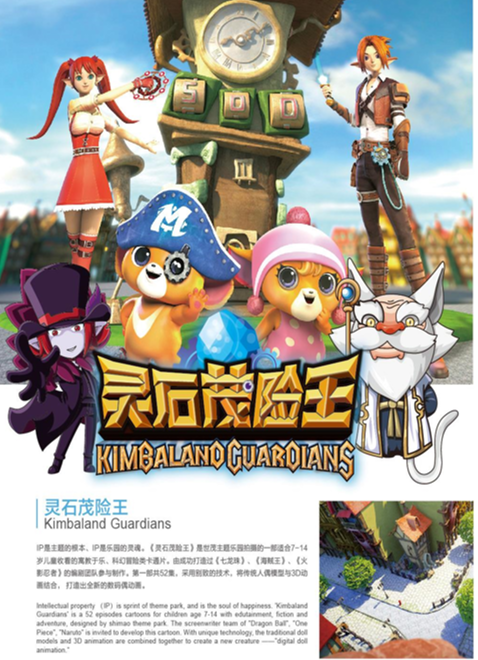 500
M
灵石茂险王
KIMBALAND GUARDIANS
灵石茂险王
Kimbaland Guardians
IP是主题的根本、IP是乐园的灵魂。《灵石茂险王》是世茂主题乐园拍摄的一部适合7-14
岁儿童收看的寓教于乐、科幻冒险类卡通片。由成功打造过《七龙珠》、《海贼王》、《火
影忍者》的编剧团队参与制作。第一部共52集，采用别致的技术，将传统人偶模型与3D动
画结合， 打造出全新的数码偶动画。
Intellectual property （IP）is sprint of theme park, and is the soul of happiness. 'Kimbaland
Guardians' is a 52 episodes cartoons for children age 7-14 with edutainment, fiction and
adventure, designed by shimao theme park. The screenwriter team of "Dragon Ball", "One
Piece", "Naruto" is invited to develop this cartoon. With unique technology, the traditional doll
models and 3D animation are combined together to create a new creature ——"digital doll
animation."